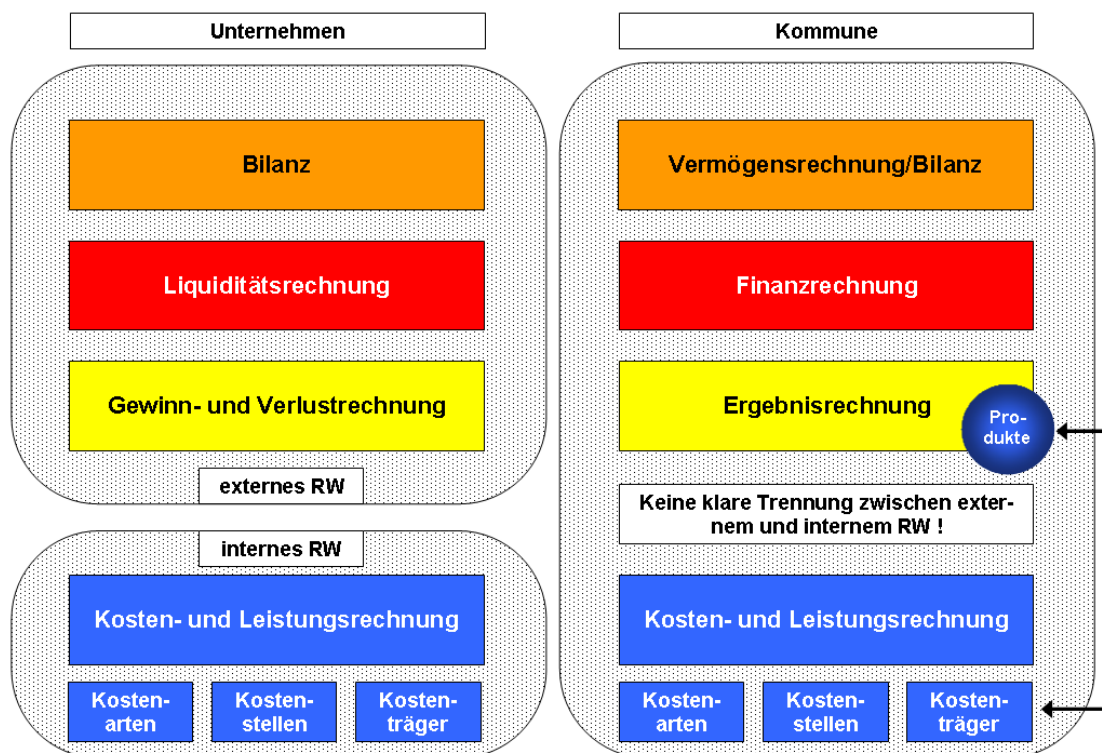 Unternehmen
Bilanz
Liquiditätsrechnung
Gewinn- und Verlustrechnung
externes RW
internes RW
Kosten- und Leistungsrechnung
Kosten-
arten
Kosten-
stellen
Kosten-
träger
Kommune
Vermögensrechnung/Bilanz
Finanzrechnung
Ergebnisrechnung
Pro-
dukte
Keine klare Trennung zwischen exter-
nem und internem RW !
Kosten- und Leistungsrechnung
Kosten-
arten
Kosten-
stellen
Kosten-
träger